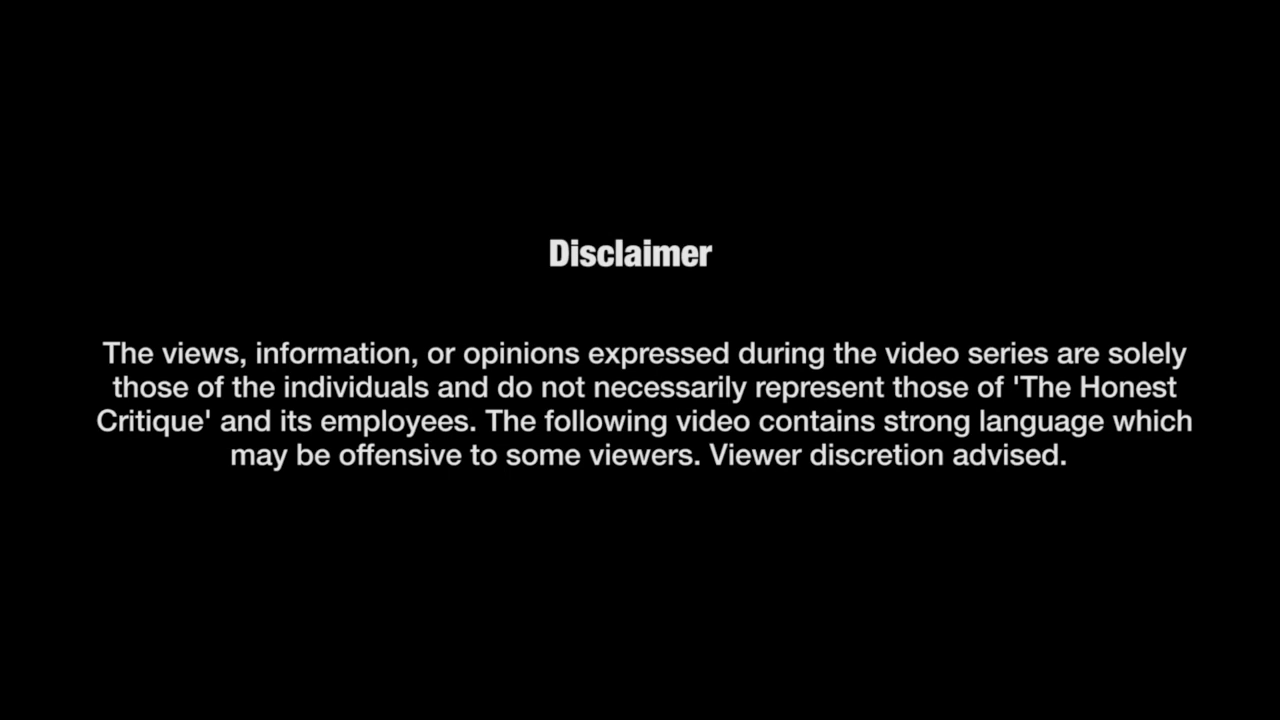 Disclaimer
The views, information, or opinions expressed during the video series are solely
those of the individuals and do not necessarily represent those of 'The Honest
Critique' and its employees. The following video contains strong language which
may be offensive to some viewers. Viewer discretion advised.